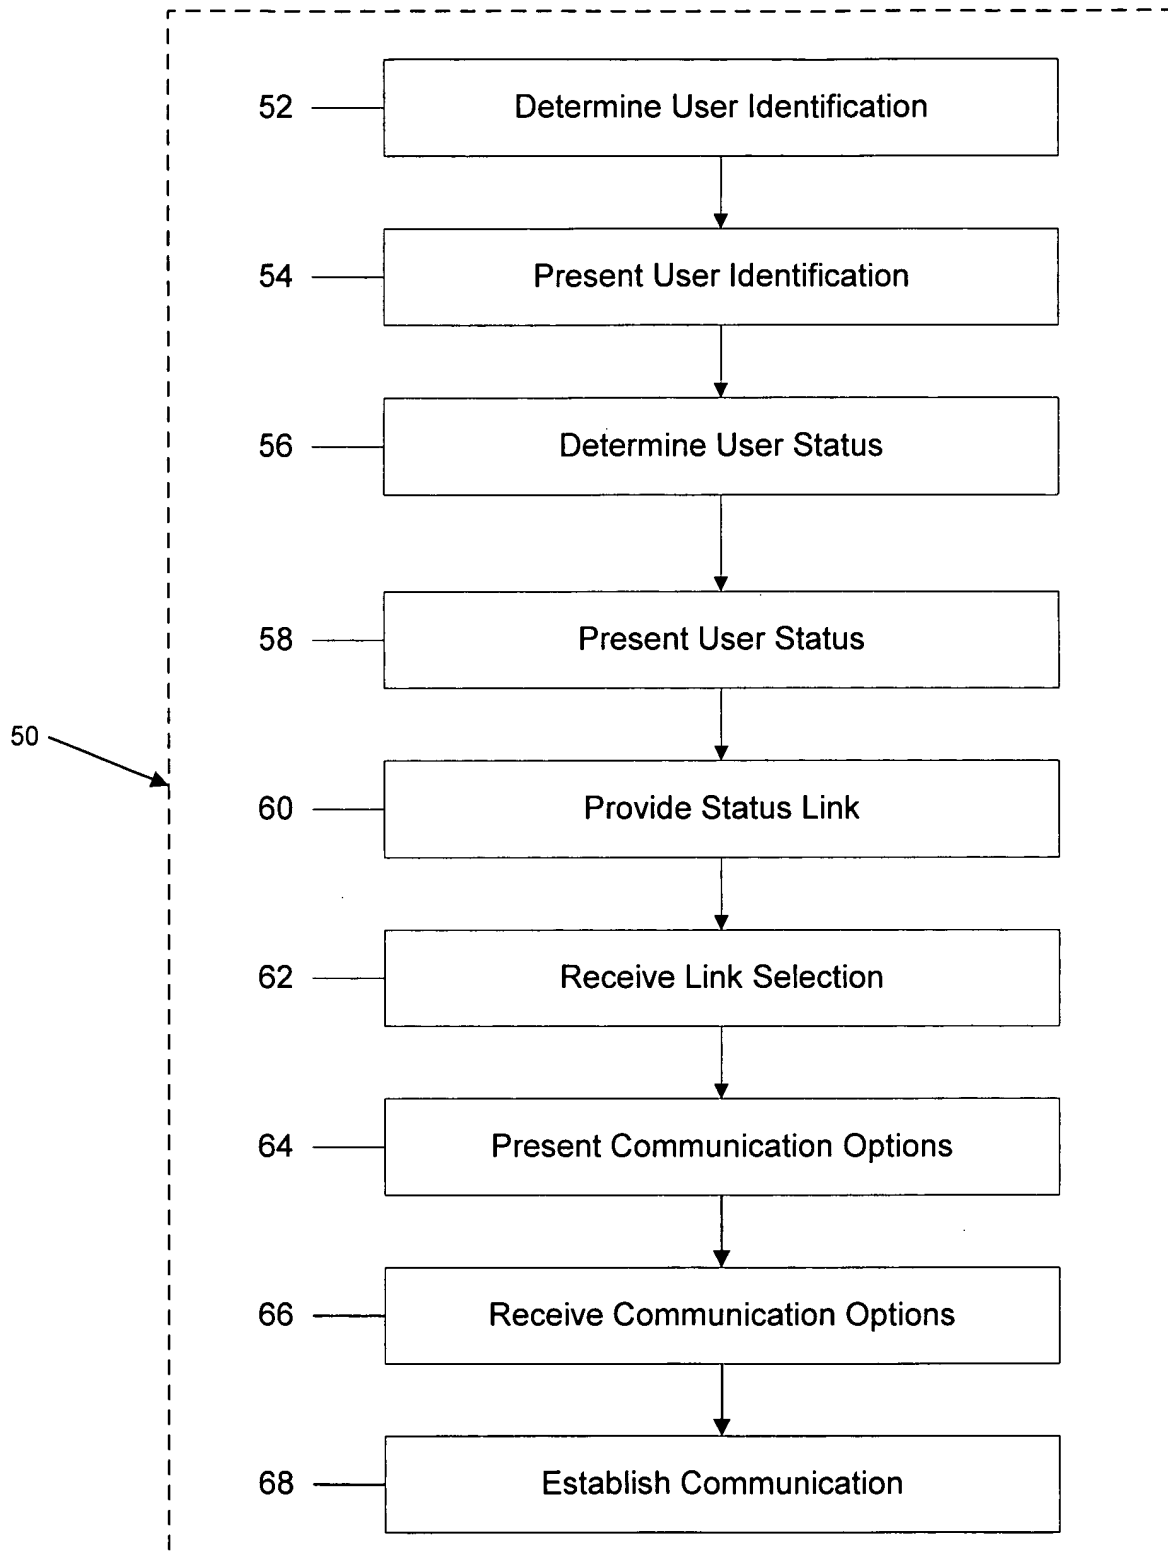 52 Determine User Identification
54 Present User Identification
56 Determine User Status
58 Present User Status
50
60 Provide Status Link
62 Receive Link Selection
64 Present Communication Options
66 Receive Communication Options
68 Establish Communication